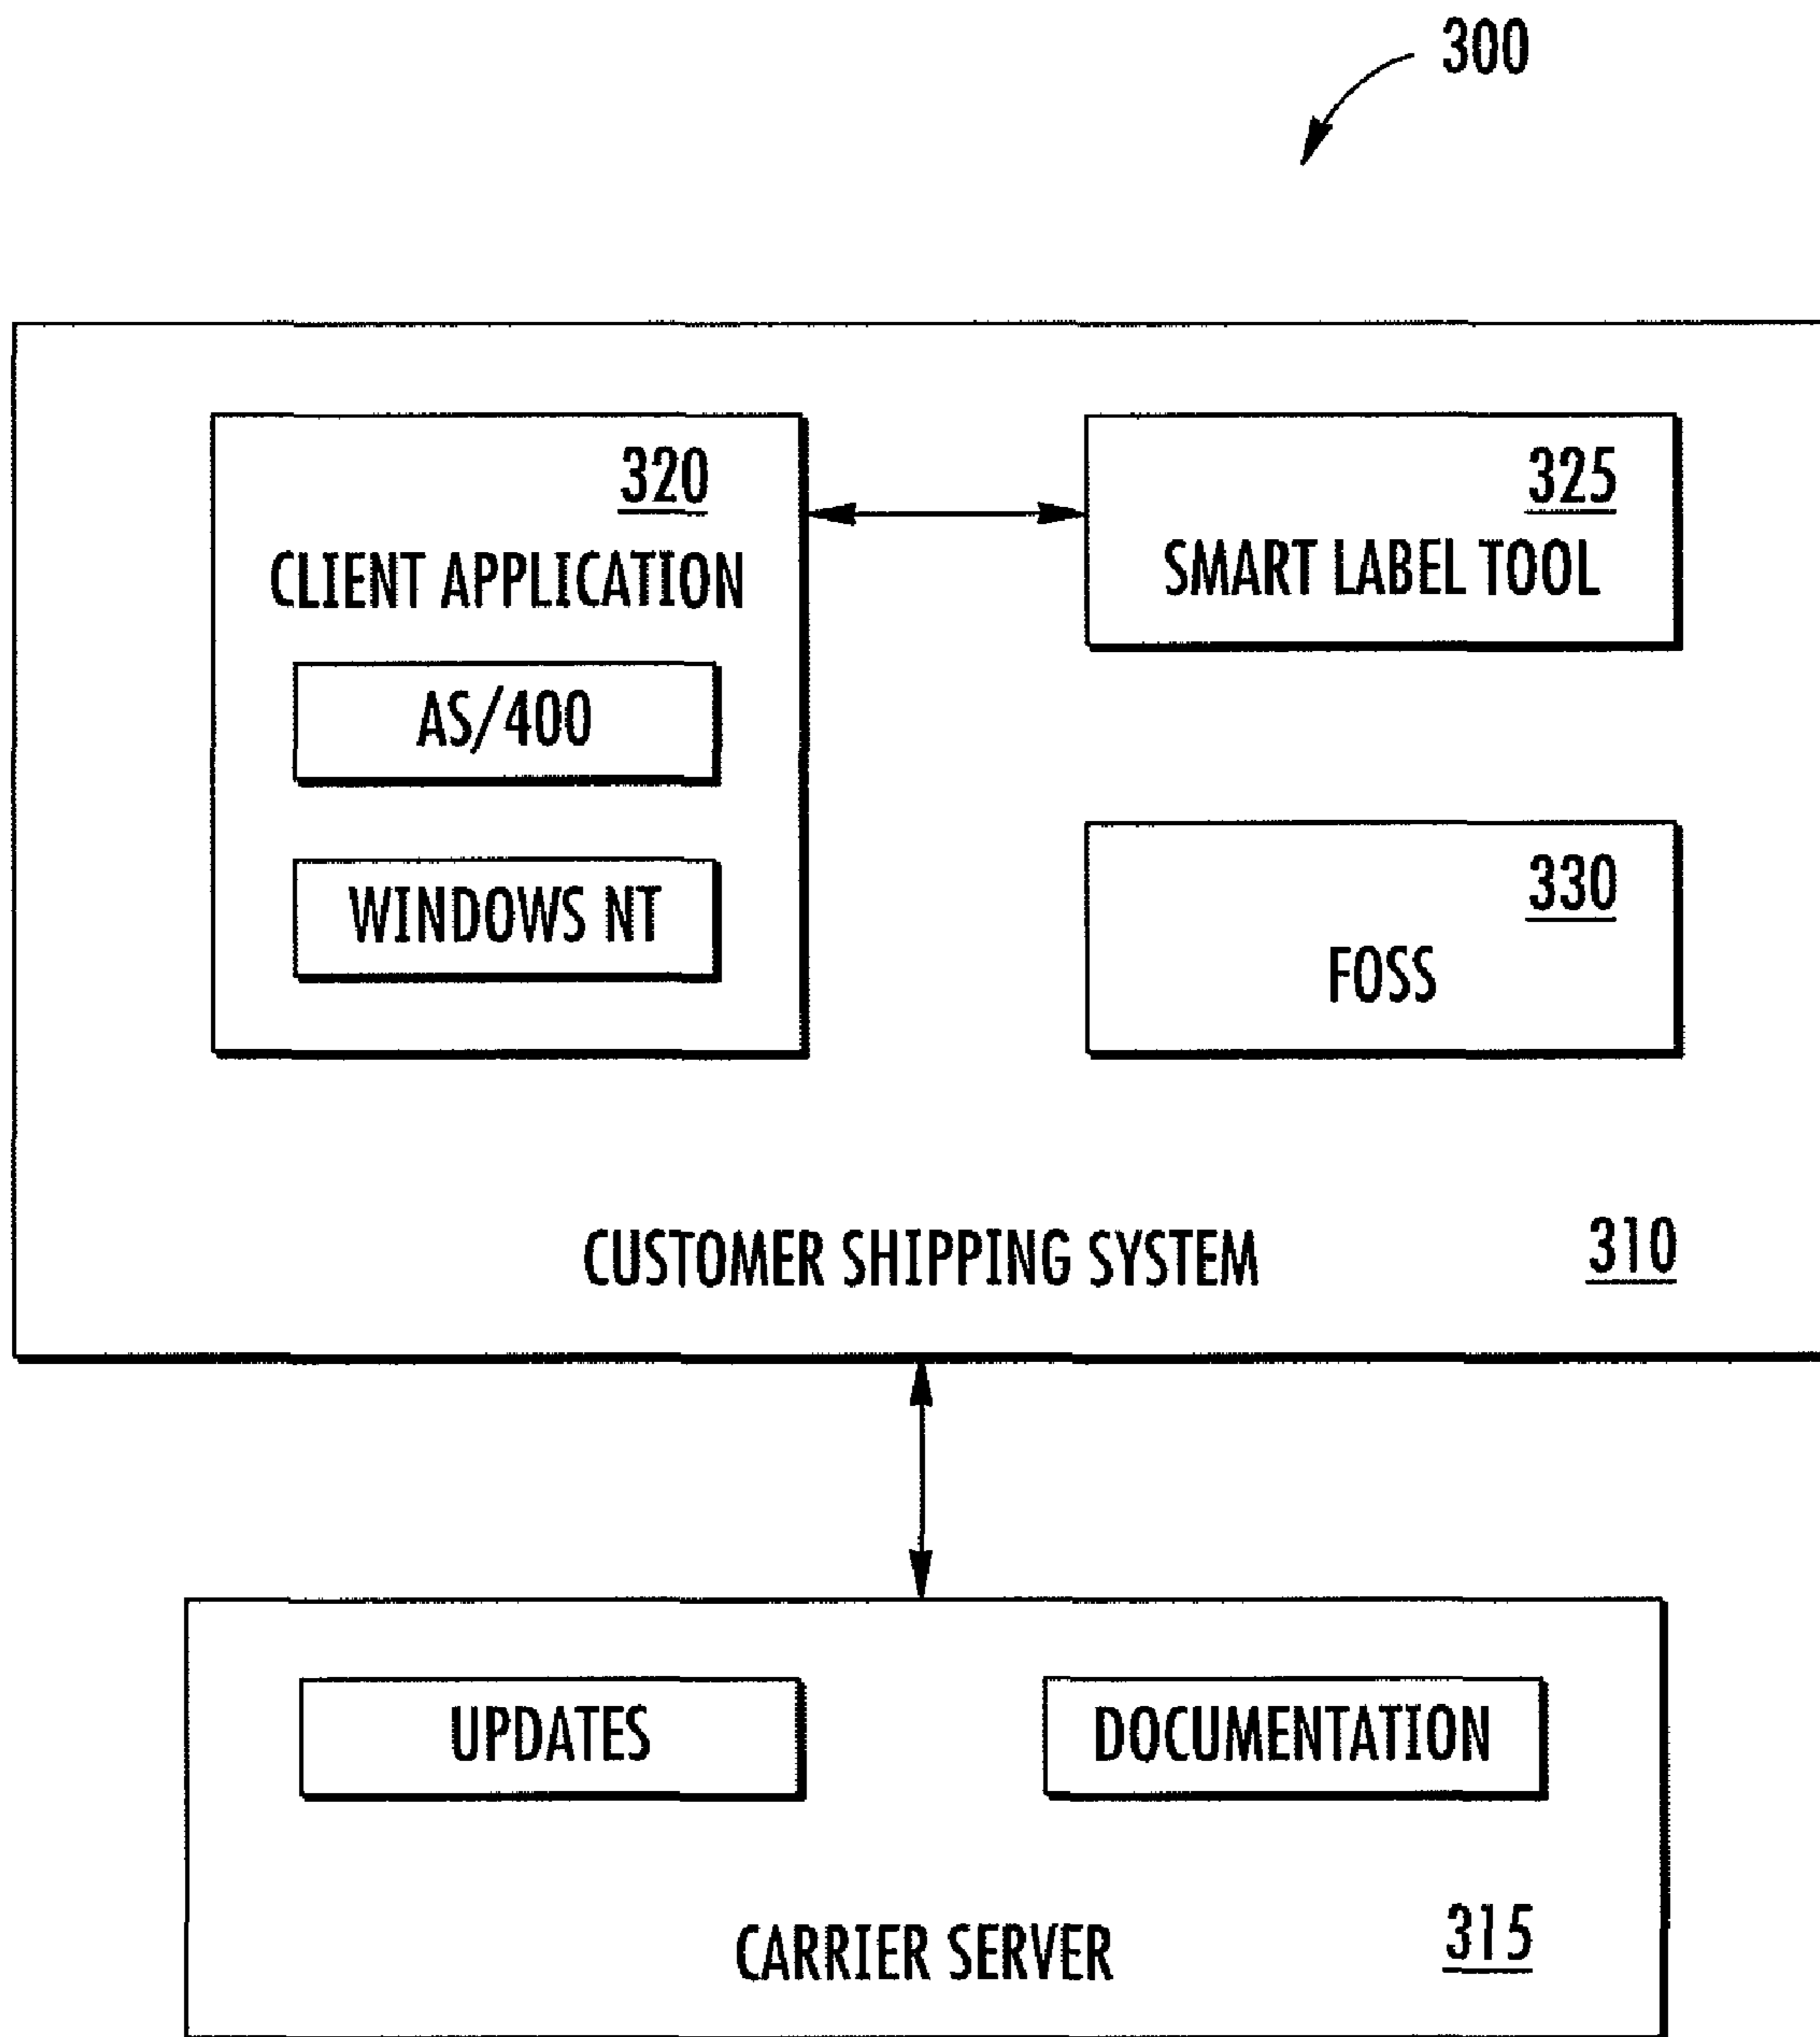 300
320
CLIENT APPLICATION
AS/400
WINDOWS NT
325
SMART LABEL TOOL
330
FOSS
CUSTOMER SHIPPING SYSTEM 310
UPDATES
DOCUMENTATION
CARRIER SERVER 315